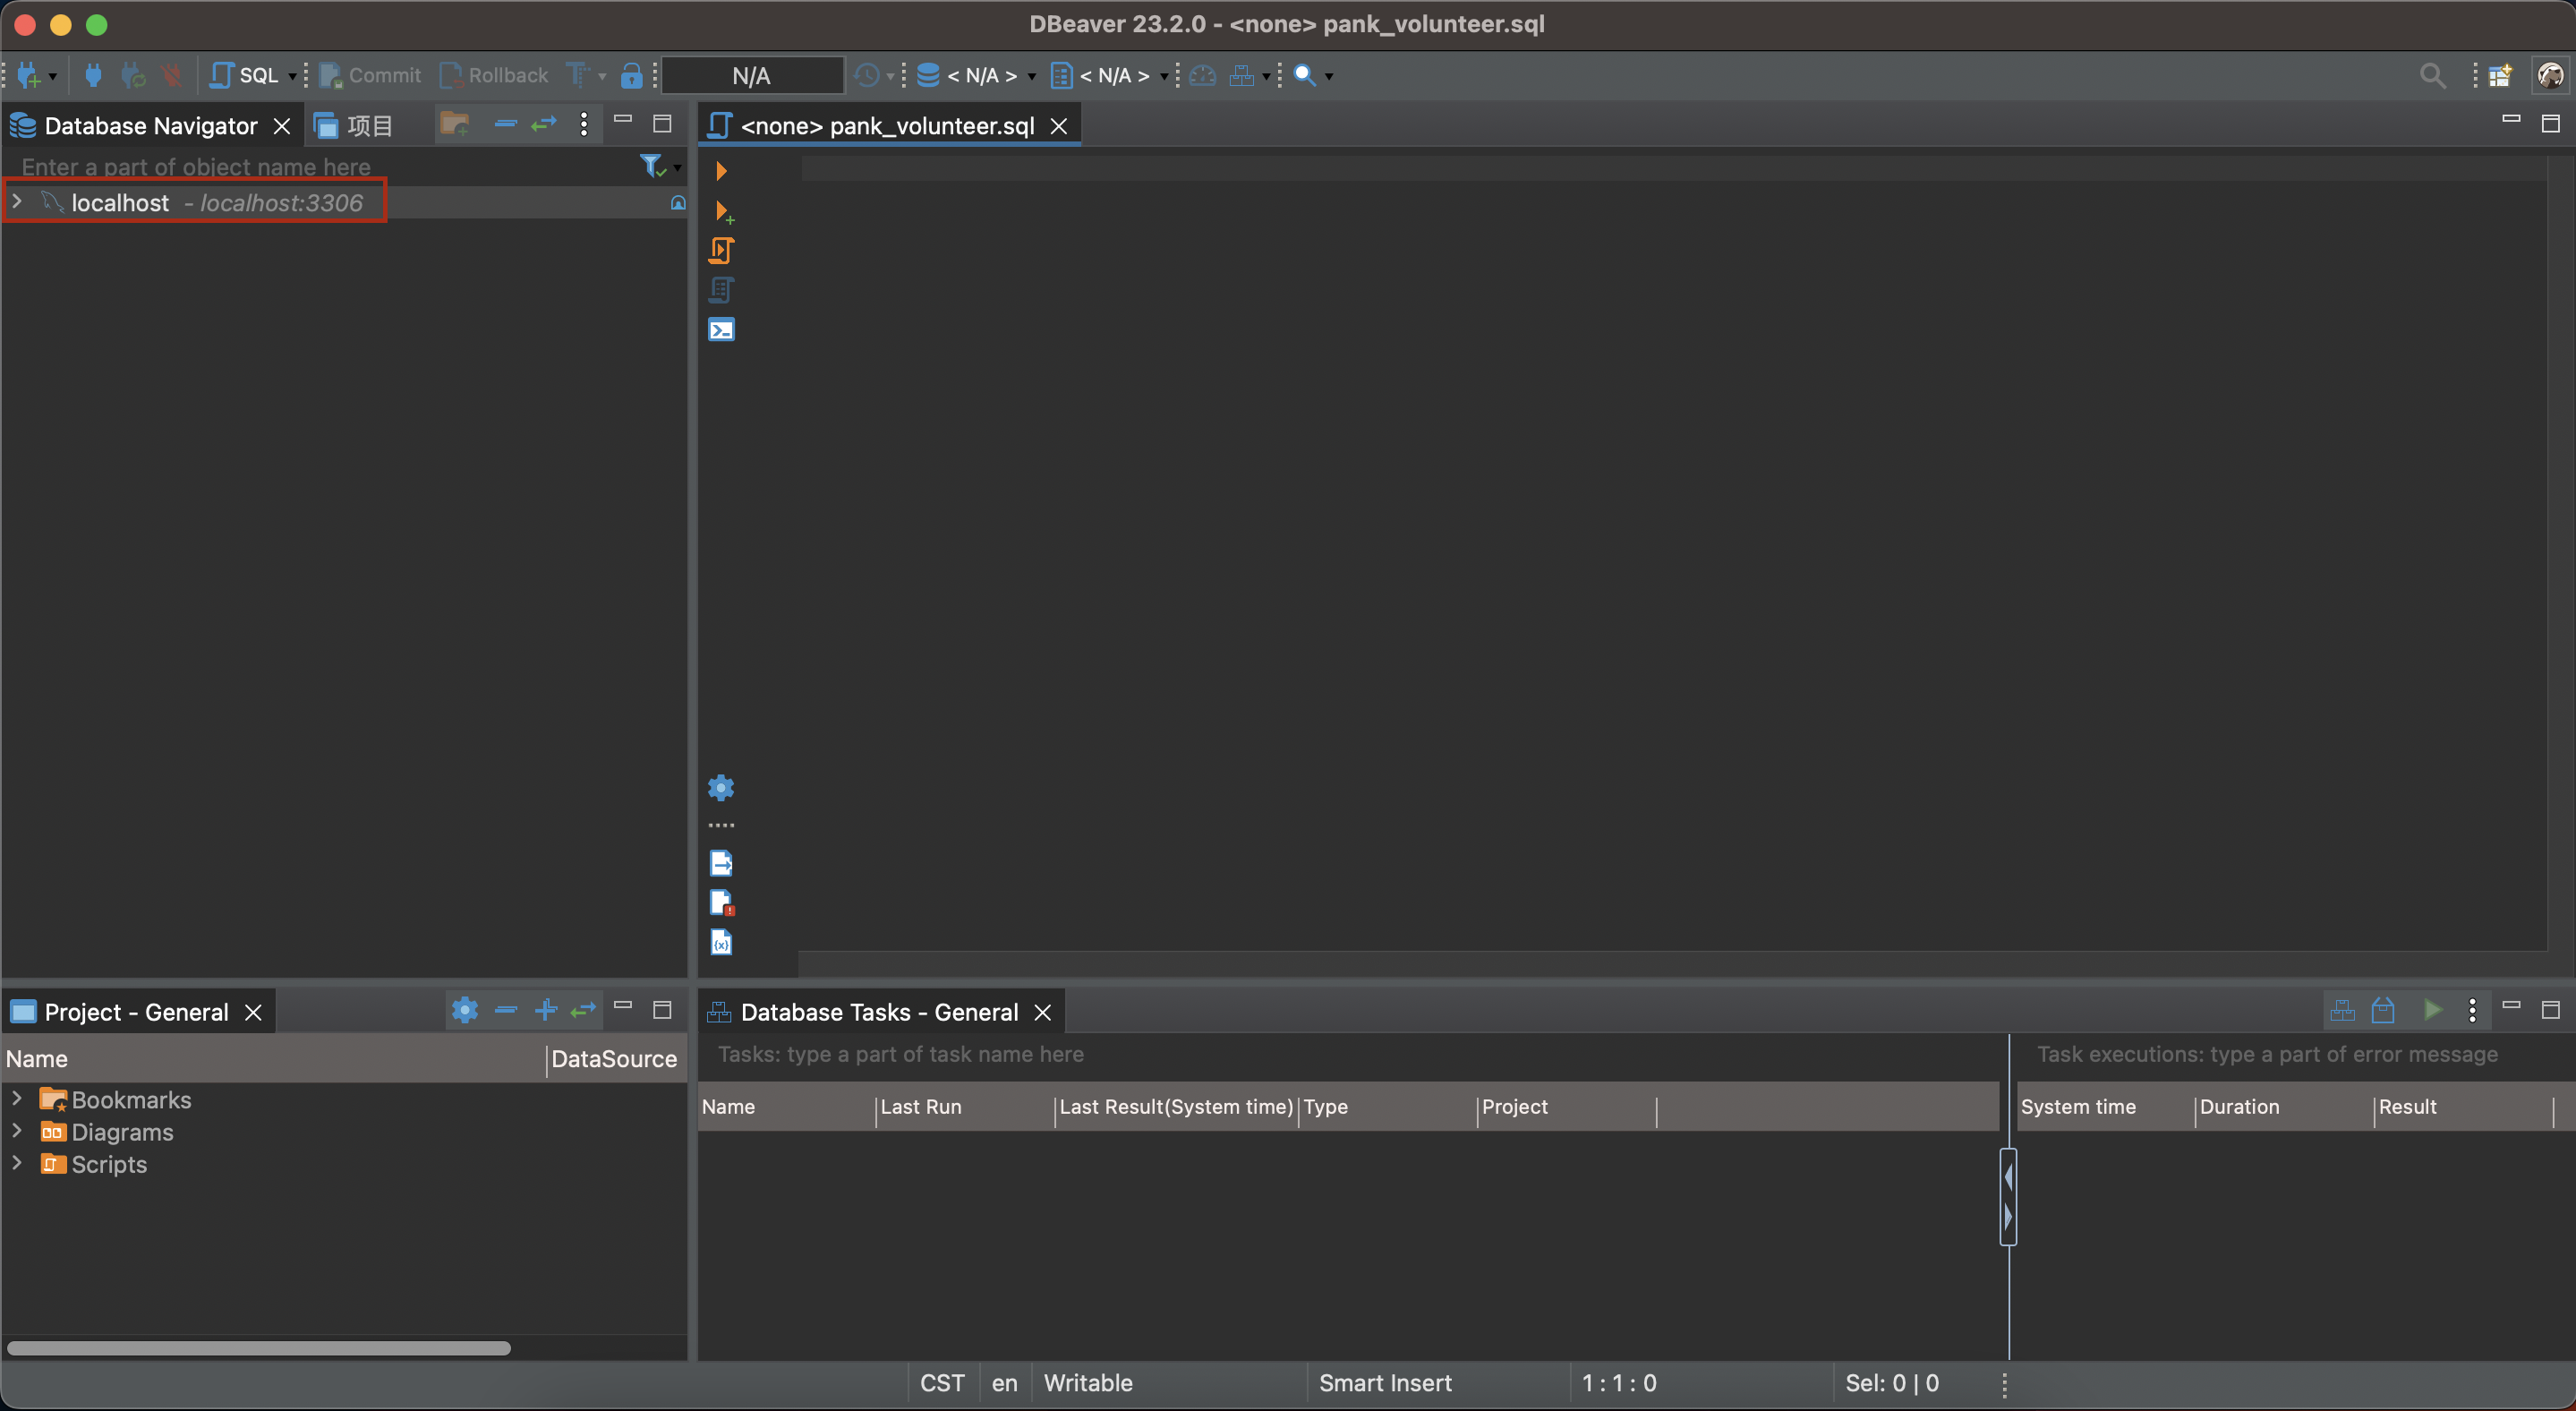 DBeaver 23.2.0 - <none> pank_volunteer.sql
SQL Commit Rollback N/A < N/A > < N/A >
Database Navigator 项目
<none> pank_volunteer.sql
Enter a part of object name here
localhost - localhost:3306
Project - General
Name DataSource
Bookmarks
Diagrams
Scripts
Database Tasks - General
Tasks: type a part of task name here
Task executions: type a part of error message
Name Last Run Last Result(System time) Type Project
System time Duration Result
CST en Writable Smart Insert 1 : 1 : 0 Sel: 0 | 0